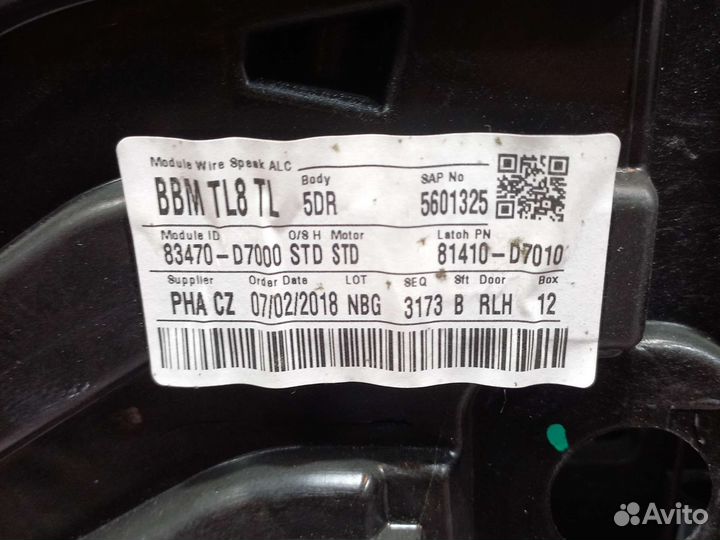 Module Wire Speak ALC Body SAP No
BBM TL8 TL 5DR 5601325
Module ID O/S H Motor Latch PN
83470-D7000 STD STD 81410-D7010
Supplier Order Date LOT SEQ Sft Door Box
PHA CZ 07/02/2018 NBG 3173 B RLH 12
Avito